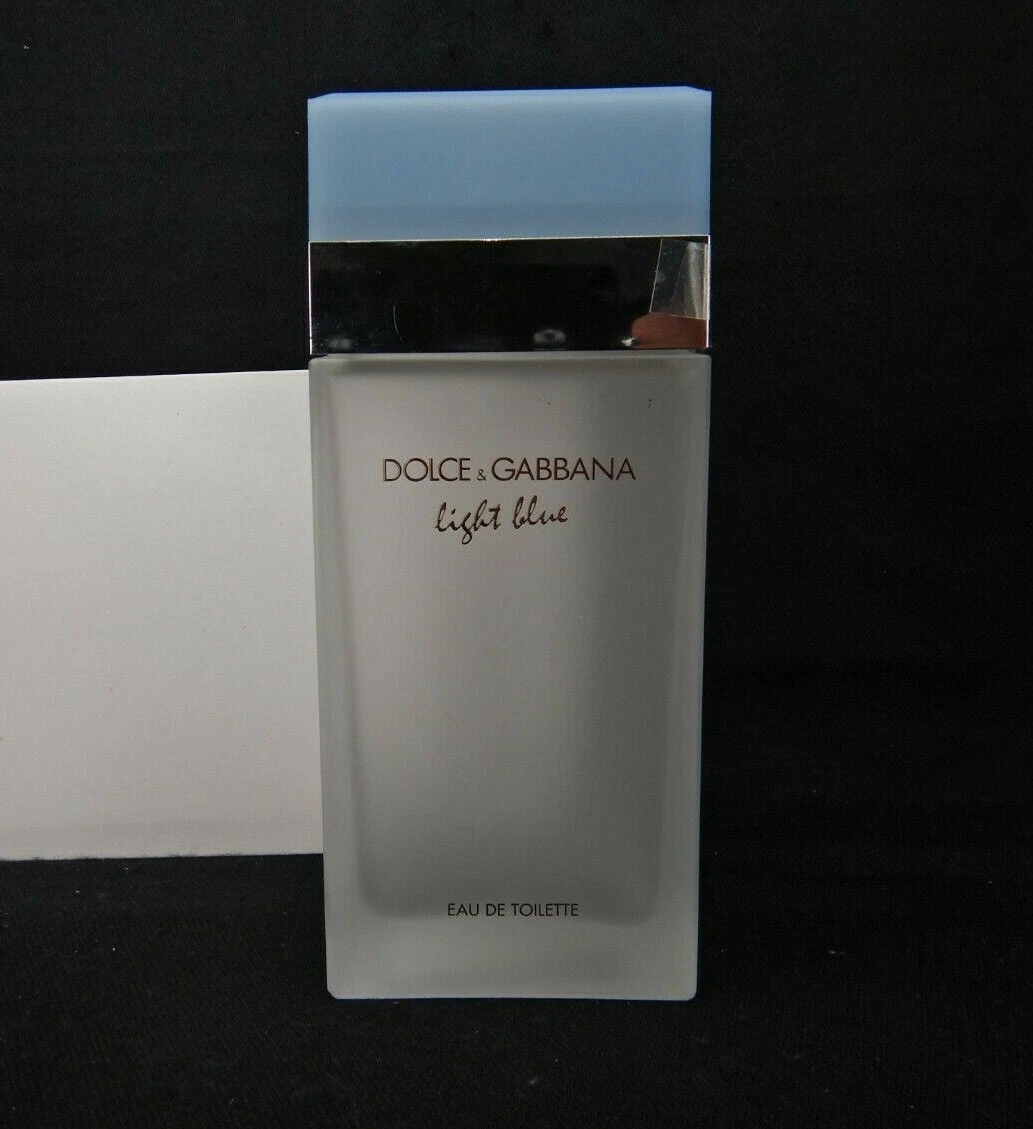 DOLCE & GABBANA
light blue
EAU DE TOILETTE